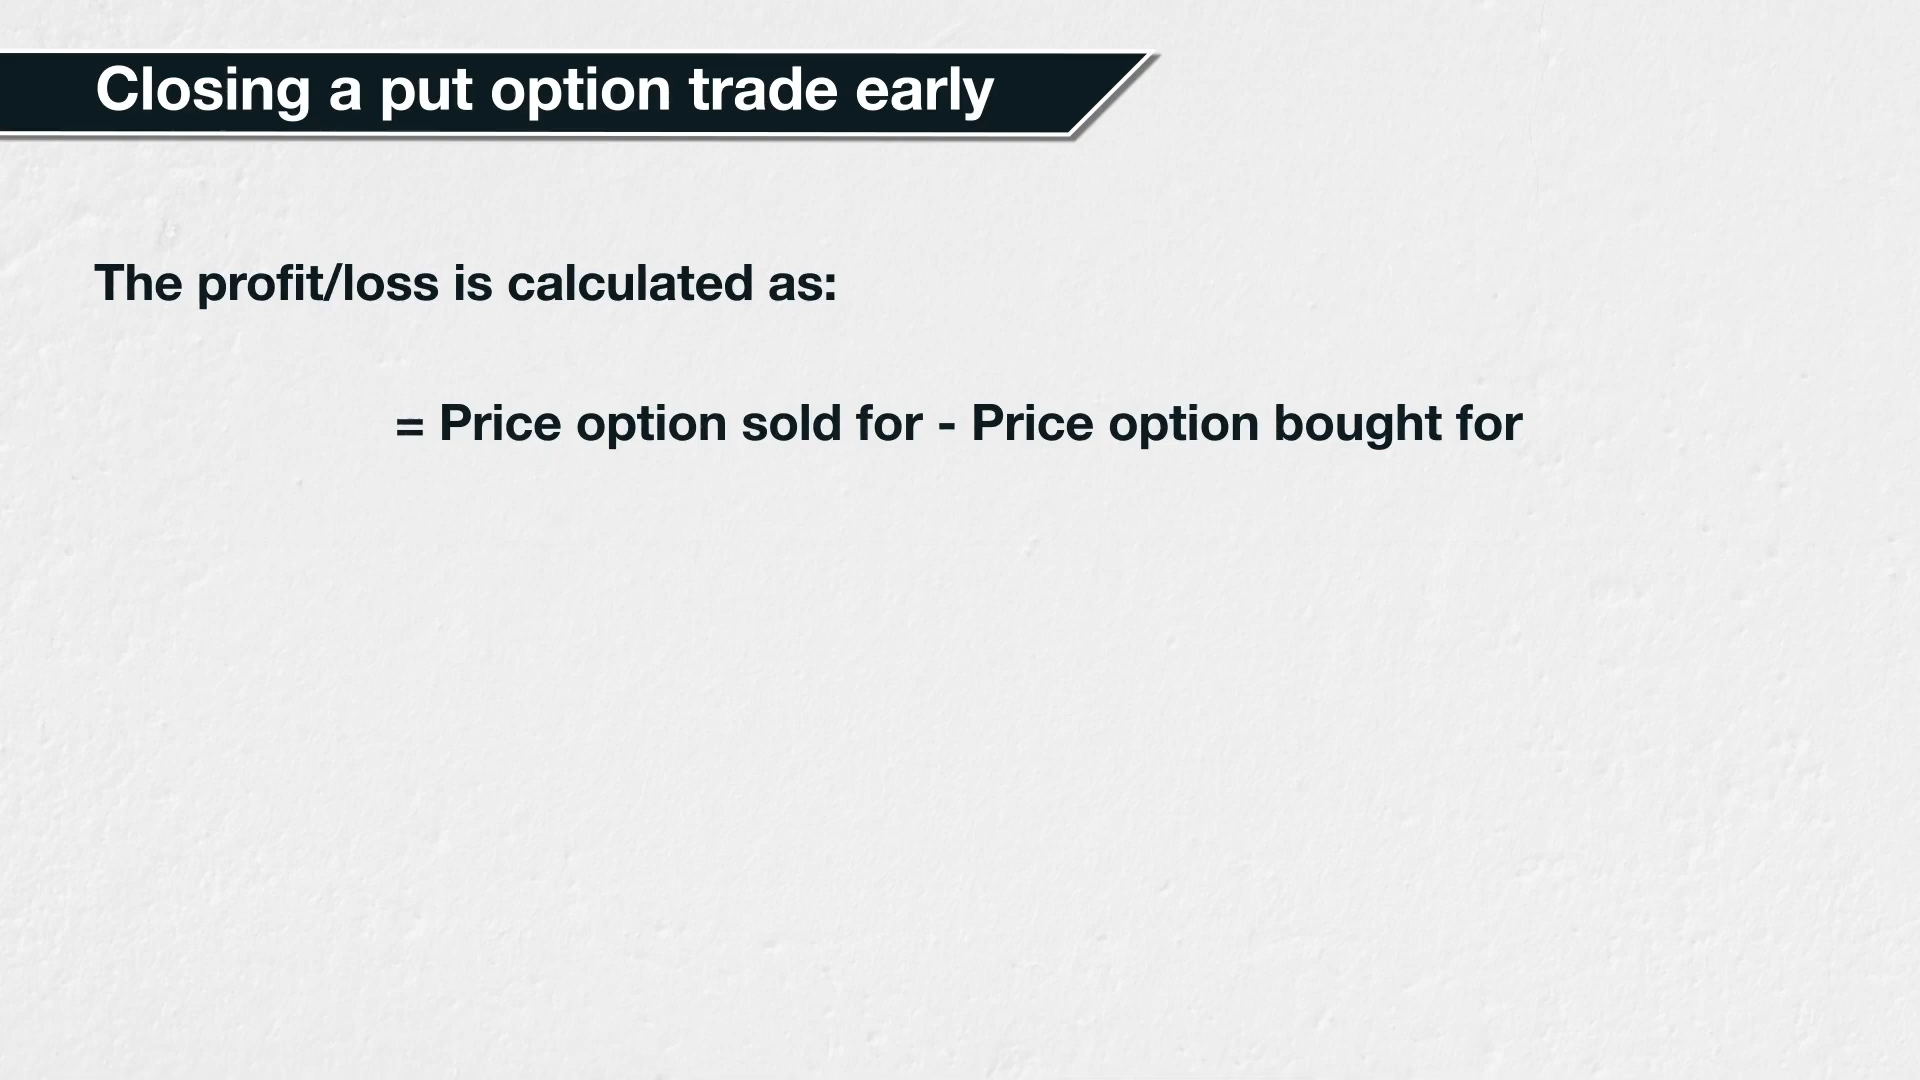 Closing a put option trade early
The profit/loss is calculated as:
= Price option sold for - Price option bought for